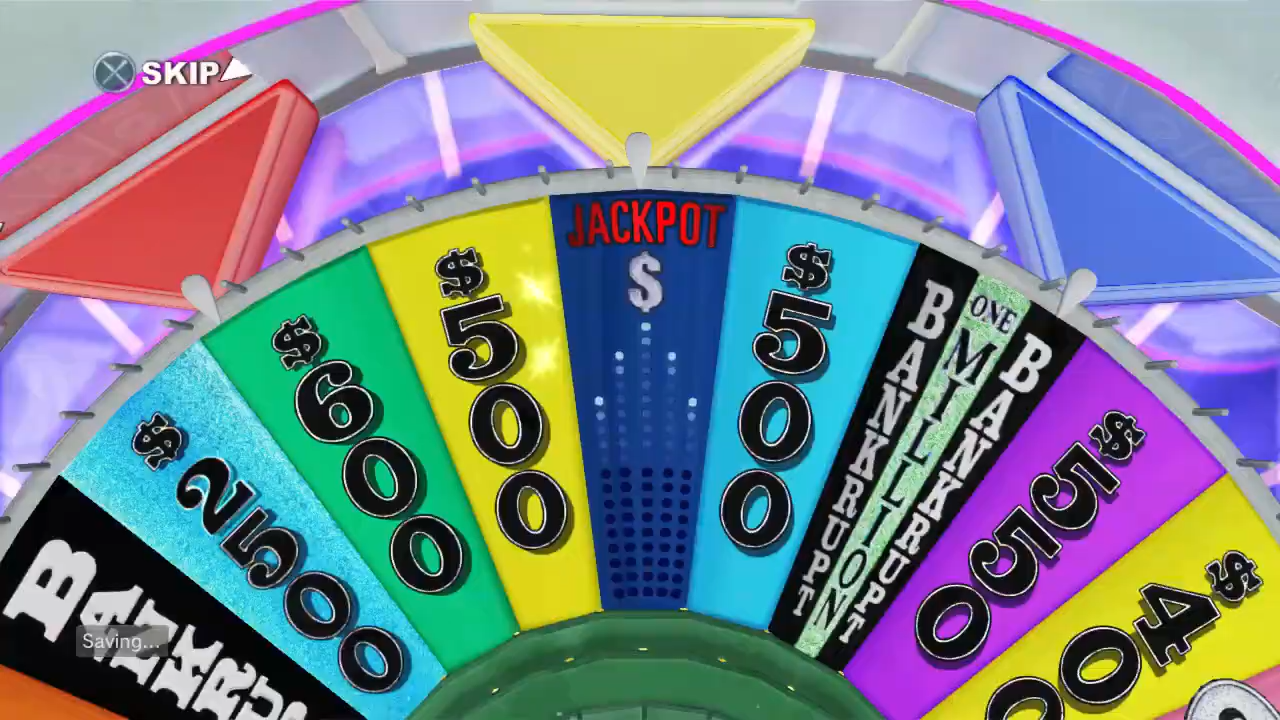 SKIP
JACKPOT
$
$500
$500
$600
$2500
BANKRUPT
ONE
MILLION
BANKRUPT
$550
$400
Saving...